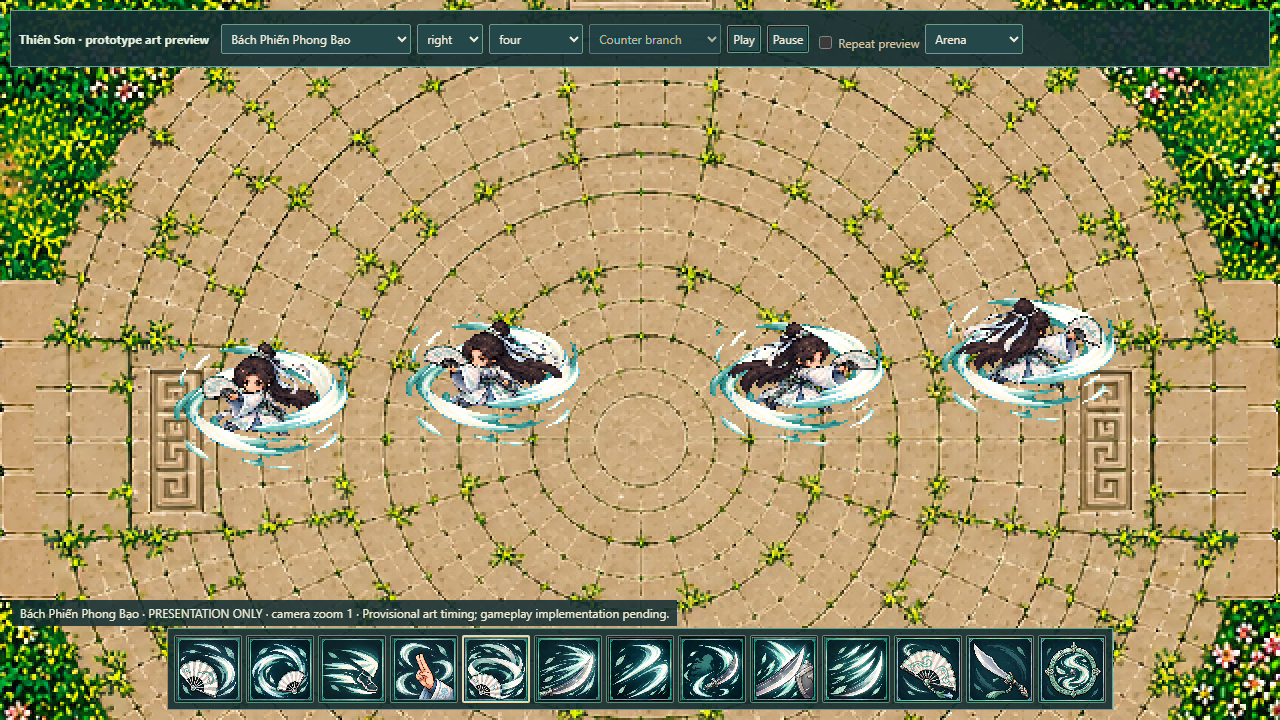 Thiên Sơn · prototype art preview
Bách Phiến Phong Bạo
right
four
Counter branch
Play
Pause
Repeat preview
Arena
Bách Phiến Phong Bạo · PRESENTATION ONLY · camera zoom 1 · Provisional art timing; gameplay implementation pending.